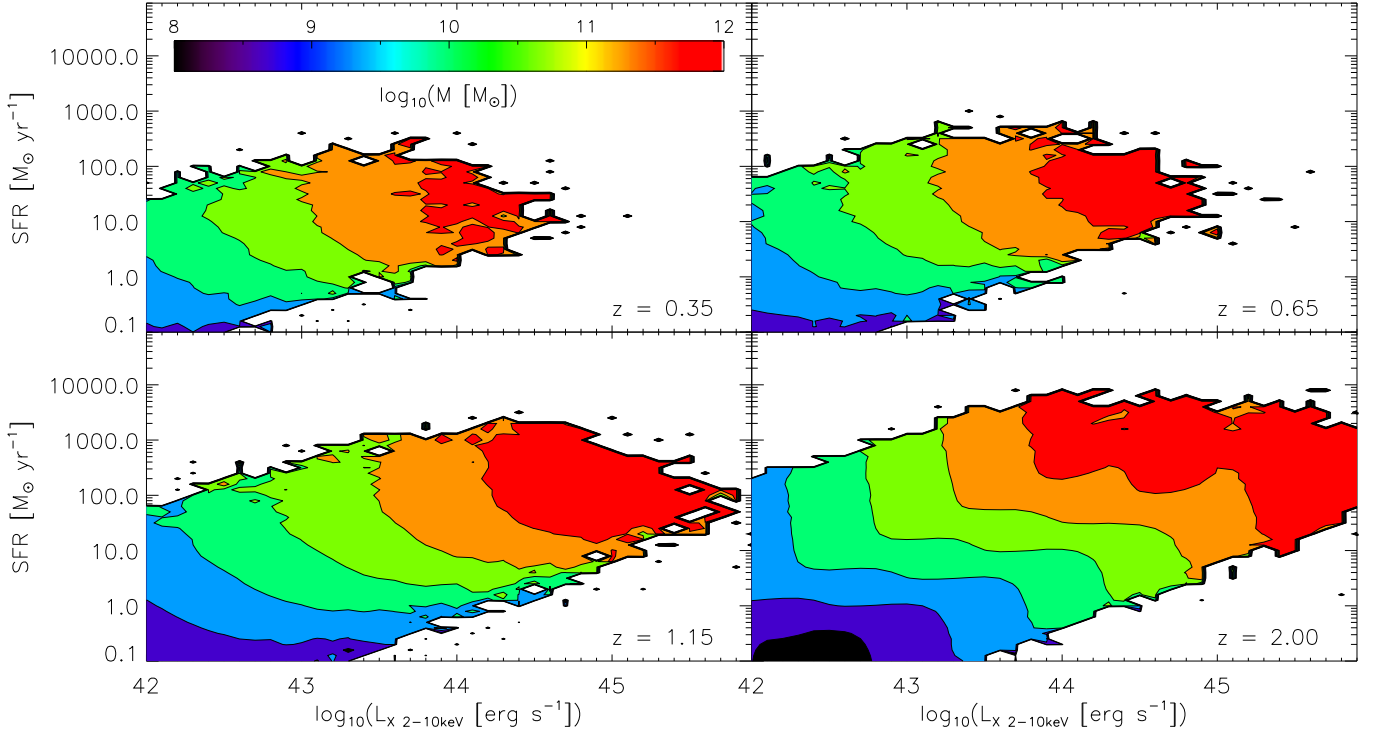 8 9 10 11 12
log₁₀(M [M⊙])
10000.0
1000.0
100.0
10.0
1.0
0.1
SFR [M⊙ yr⁻¹]
z = 0.35
z = 0.65
10000.0
1000.0
100.0
10.0
1.0
0.1
SFR [M⊙ yr⁻¹]
z = 1.15
z = 2.00
42 43 44 45
42 43 44 45
log₁₀(L_X 2−10keV [erg s⁻¹])
log₁₀(L_X 2−10keV [erg s⁻¹])